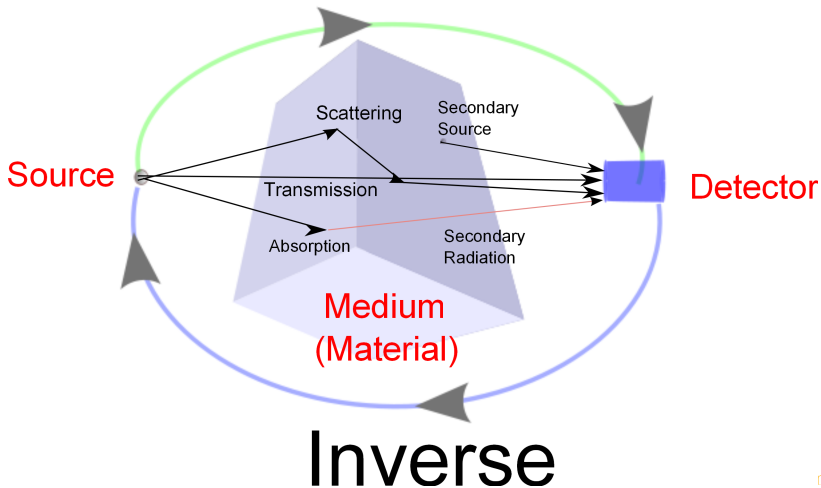 Scattering
Secondary
Source
Source
Transmission
Detector
Absorption
Secondary
Radiation
Medium
(Material)
Inverse